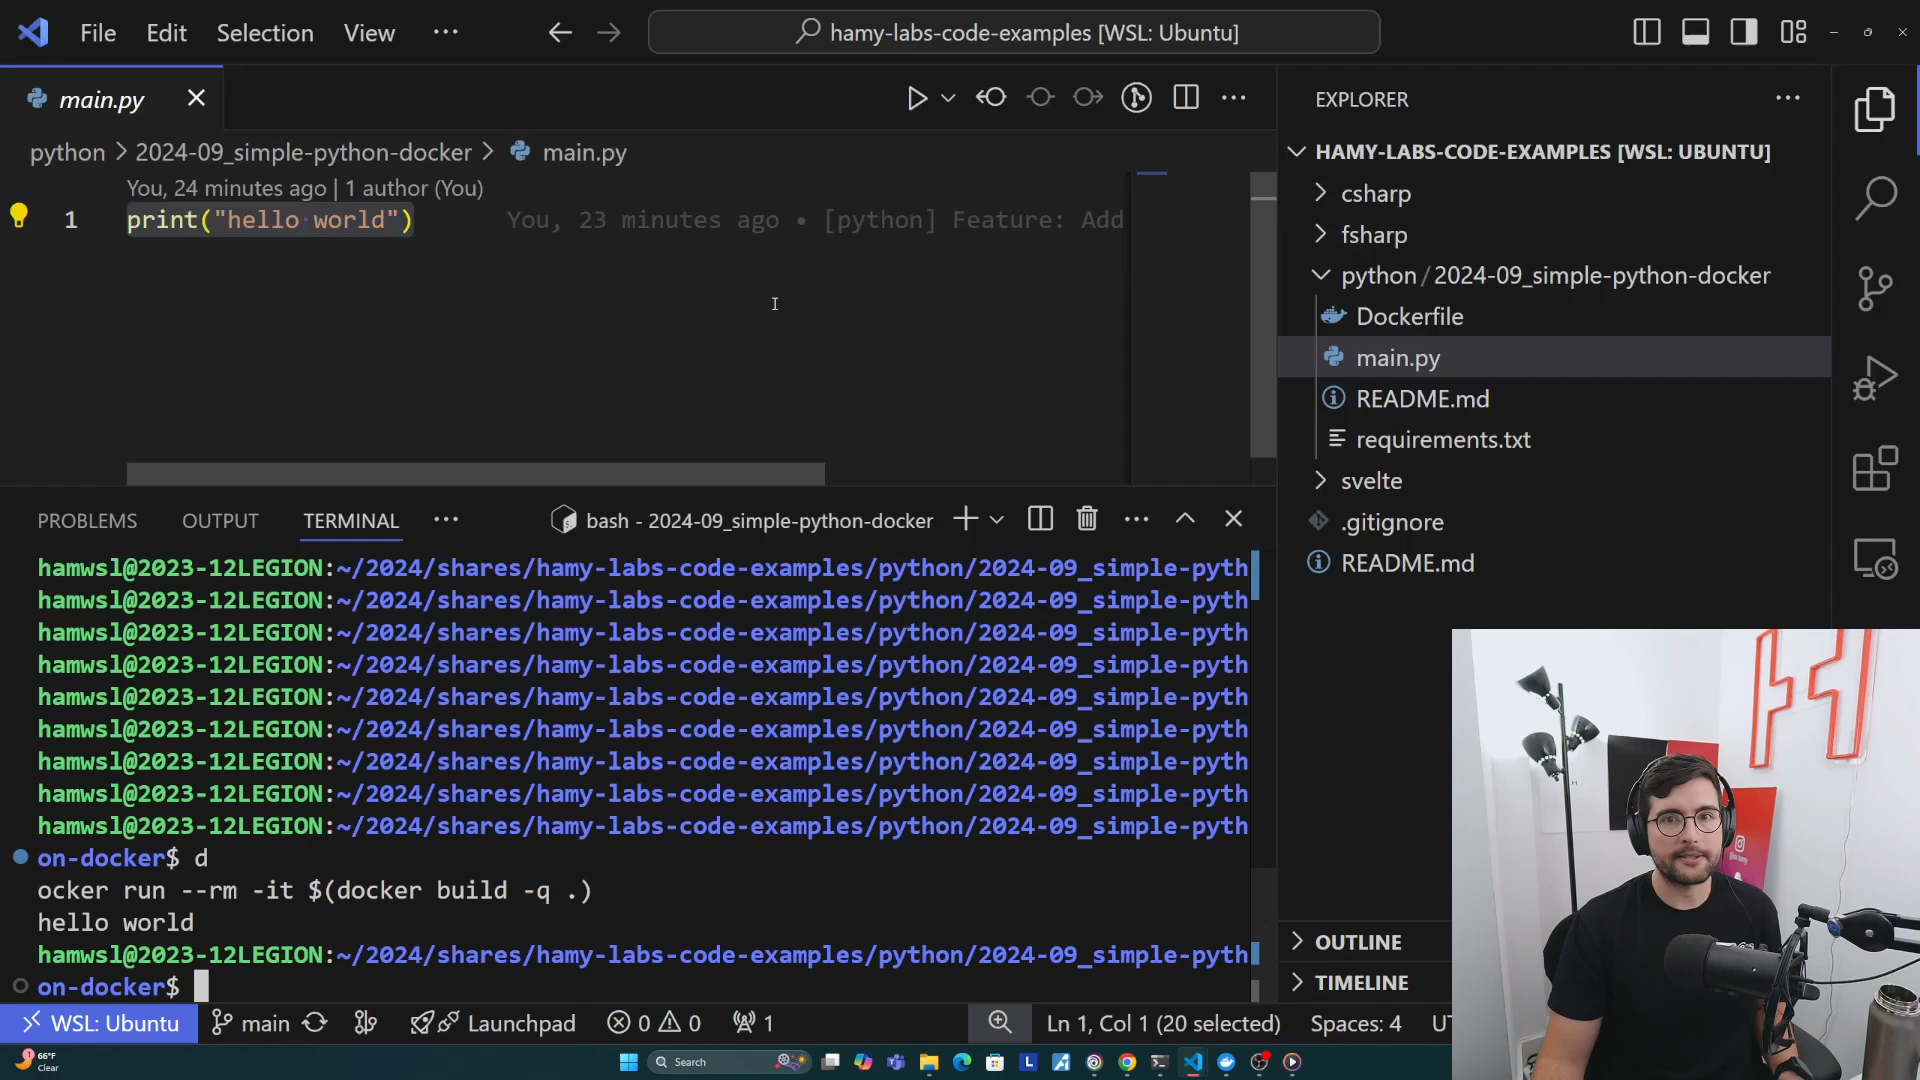 File Edit Selection View ···
hamy-labs-code-examples [WSL: Ubuntu]
main.py
python > 2024-09_simple-python-docker > main.py
You, 24 minutes ago | 1 author (You)
1 print("hello world") You, 23 minutes ago • [python] Feature: Add
EXPLORER
HAMY-LABS-CODE-EXAMPLES [WSL: UBUNTU]
csharp
fsharp
python / 2024-09_simple-python-docker
Dockerfile
main.py
README.md
requirements.txt
svelte
.gitignore
README.md
OUTLINE
TIMELINE
PROBLEMS OUTPUT TERMINAL ··· bash - 2024-09_simple-python-docker
hamwsl@2023-12LEGION:~/2024/shares/hamy-labs-code-examples/python/2024-09_simple-pyth
hamwsl@2023-12LEGION:~/2024/shares/hamy-labs-code-examples/python/2024-09_simple-pyth
hamwsl@2023-12LEGION:~/2024/shares/hamy-labs-code-examples/python/2024-09_simple-pyth
hamwsl@2023-12LEGION:~/2024/shares/hamy-labs-code-examples/python/2024-09_simple-pyth
hamwsl@2023-12LEGION:~/2024/shares/hamy-labs-code-examples/python/2024-09_simple-pyth
hamwsl@2023-12LEGION:~/2024/shares/hamy-labs-code-examples/python/2024-09_simple-pyth
hamwsl@2023-12LEGION:~/2024/shares/hamy-labs-code-examples/python/2024-09_simple-pyth
hamwsl@2023-12LEGION:~/2024/shares/hamy-labs-code-examples/python/2024-09_simple-pyth
hamwsl@2023-12LEGION:~/2024/shares/hamy-labs-code-examples/python/2024-09_simple-pyth
on-docker$ d
ocker run --rm -it $(docker build -q .)
hello world
hamwsl@2023-12LEGION:~/2024/shares/hamy-labs-code-examples/python/2024-09_simple-pyth
on-docker$
WSL: Ubuntu main Launchpad 0 0 1 Ln 1, Col 1 (20 selected) Spaces: 4
1 66°F
Clear
Search